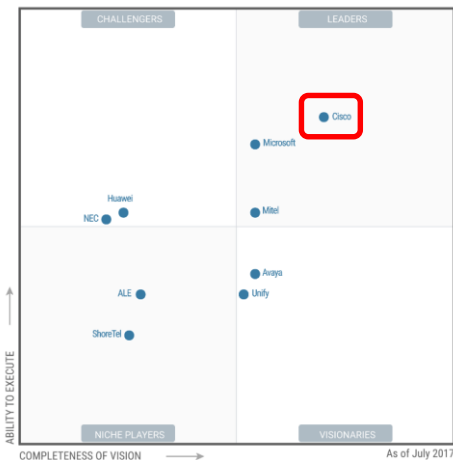 CHALLENGERS
LEADERS
Cisco
Microsoft
Huawei
NEC
Mitel
Avaya
ALE
Unify
ShoreTel
ABILITY TO EXECUTE
NICHE PLAYERS
VISIONARIES
COMPLETENESS OF VISION
As of July 2017